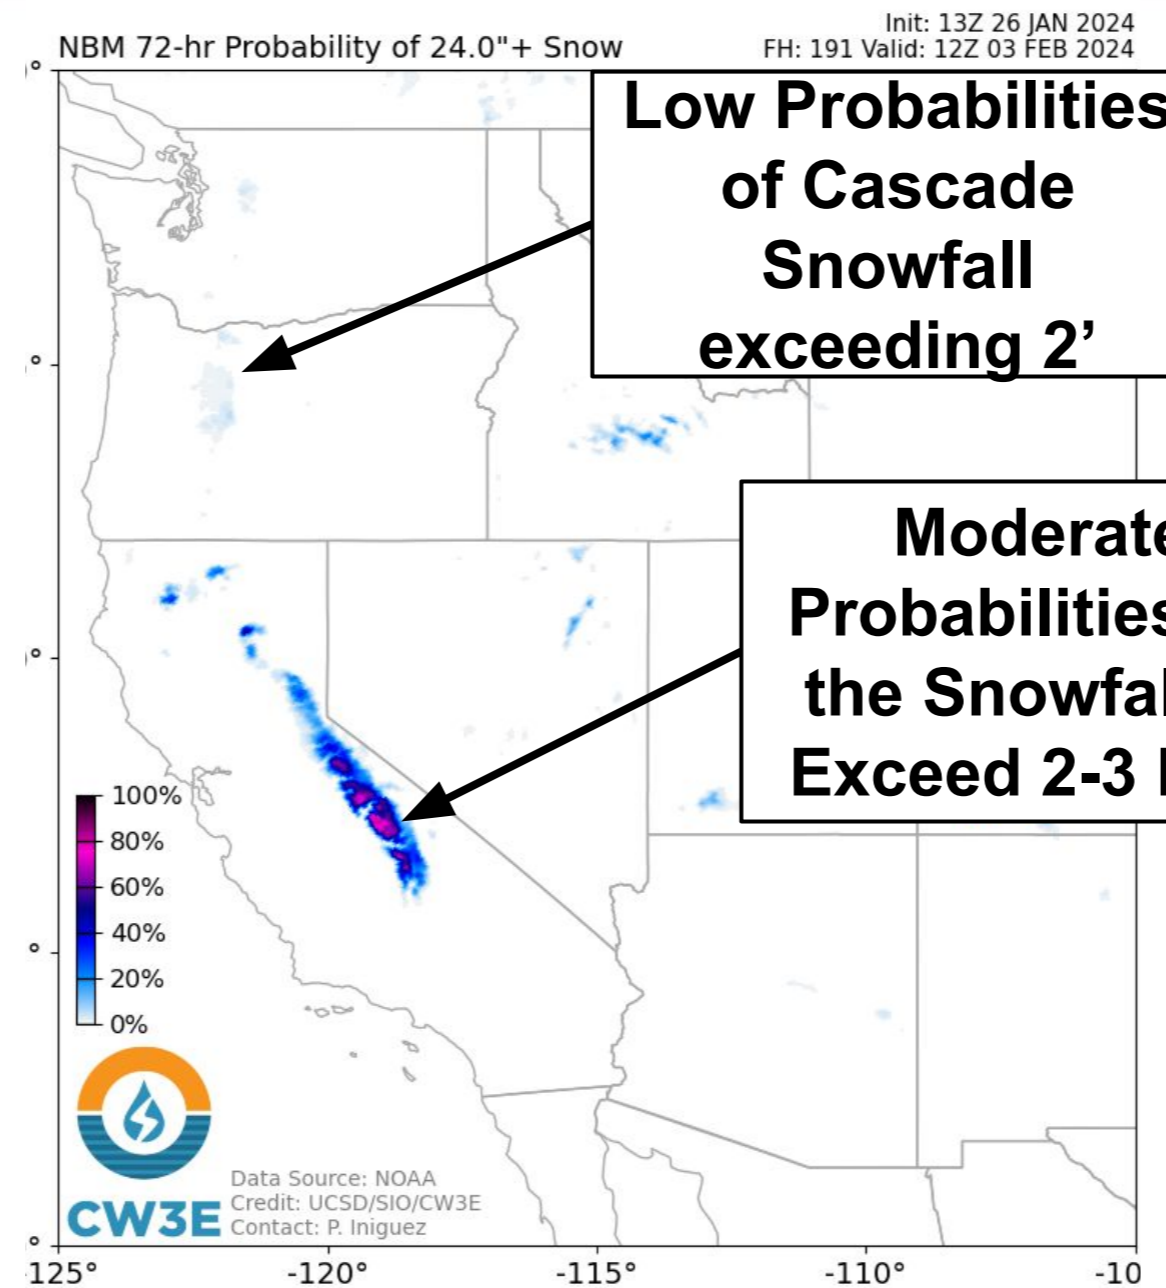 Init: 13Z 26 JAN 2024
NBM 72-hr Probability of 24.0"+ Snow
FH: 191 Valid: 12Z 03 FEB 2024
Low Probabilities
of Cascade
Snowfall
exceeding 2’
Moderate
Probabilities
the Snowfal
Exceed 2-3
100%
80%
60%
40%
20%
0%
CW3E
Data Source: NOAA
Credit: UCSD/SIO/CW3E
Contact: P. Iniguez
-125°
-120°
-115°
-110°
-10